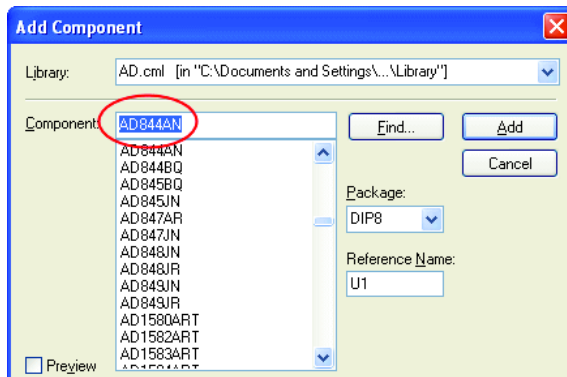 Add Component
Library:
AD.cml [in "C:\Documents and Settings\...\Library"]
Component:
AD844AN
Find...
Add
Cancel
AD844AN
AD844BQ
AD845BQ
AD845JN
AD847AR
AD847JN
AD848JN
AD848JR
AD849JN
AD849JR
AD1580ART
AD1582ART
AD1583ART
Package:
DIP8
Reference Name:
U1
Preview